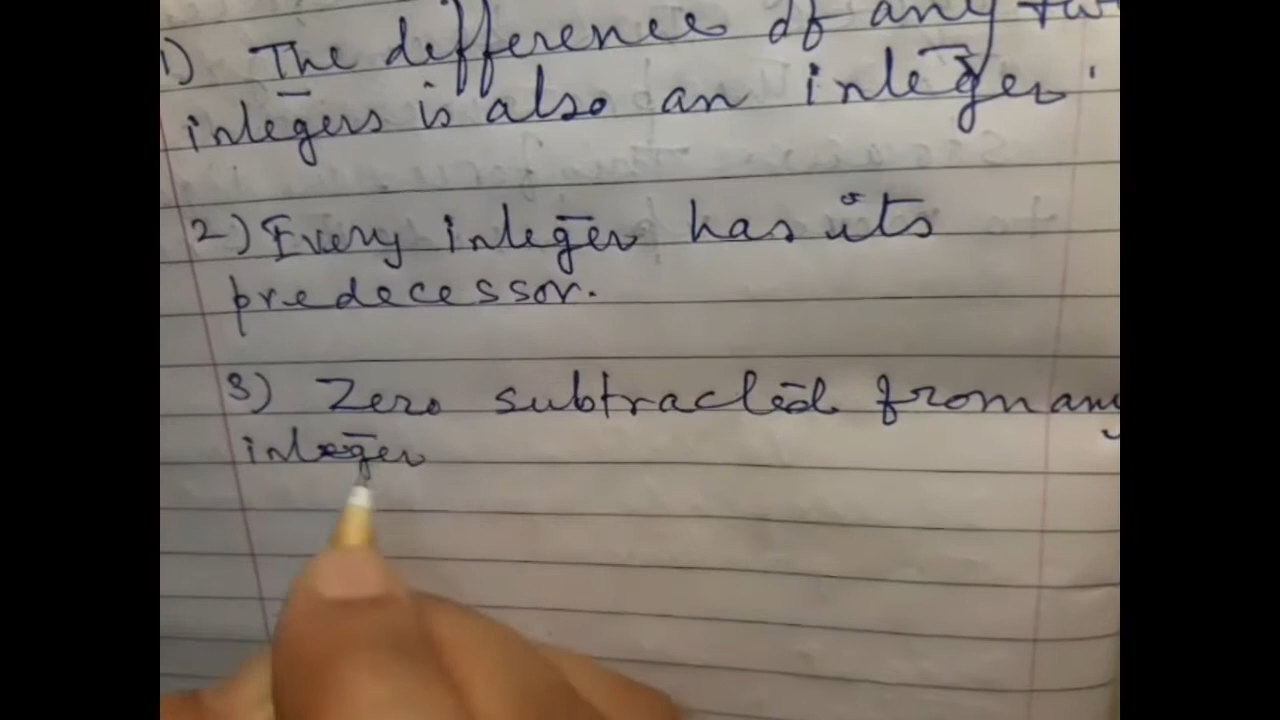 1) The difference of any two
integers is also an integer.
2) Every integer has its
predecessor.
3) Zero subtracted from any
integer